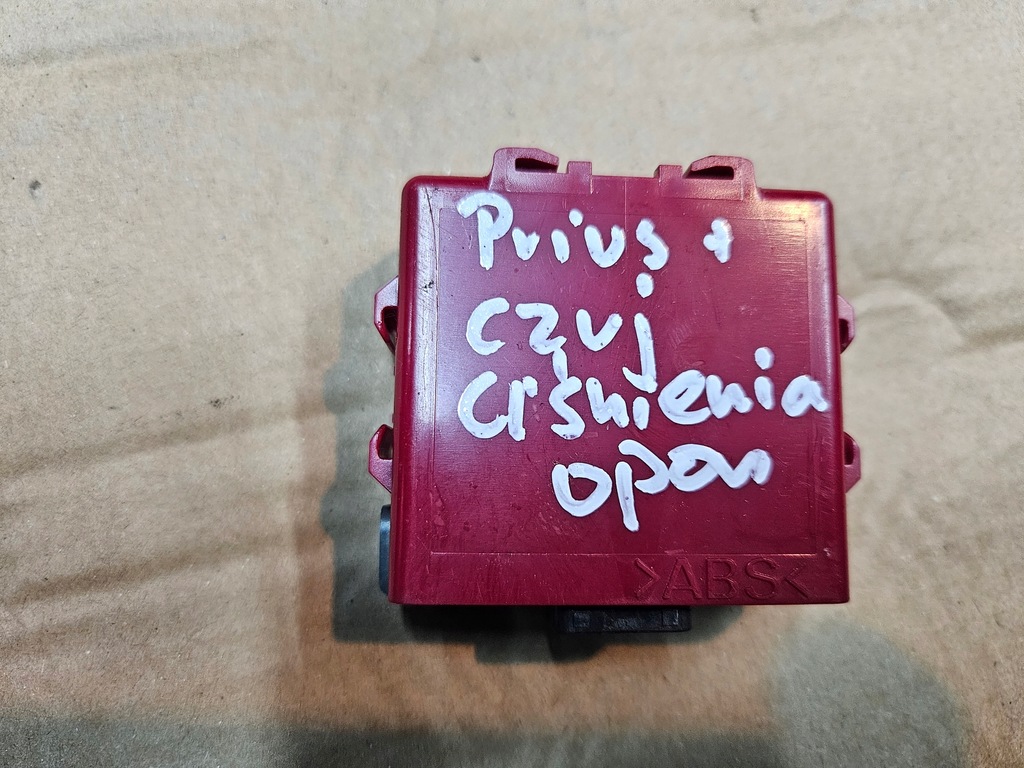 Prius +
czuj
ciśnienia
opon
>ABS<